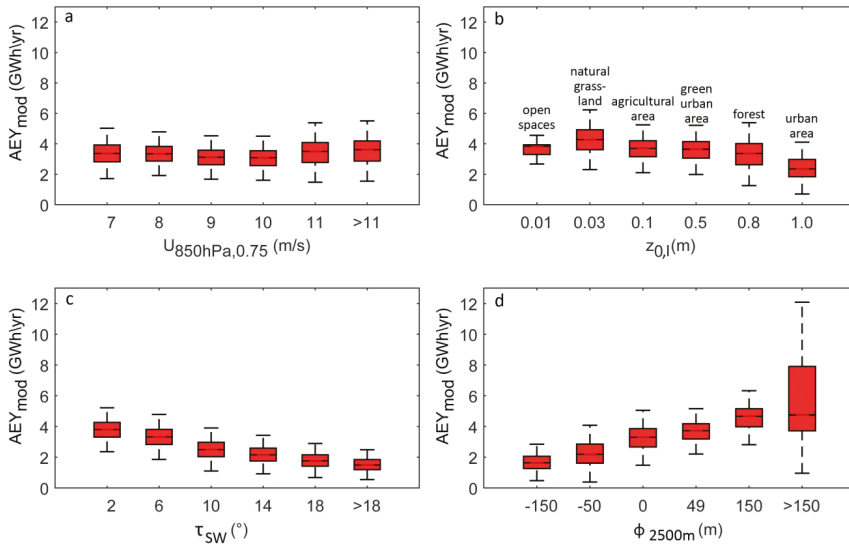 a
AEYmod (GWh\yr)
12
10
8
6
4
2
0
7 8 9 10 11 >11
U850hPa,0.75 (m/s)
b
AEYmod (GWh\yr)
12
10
8
6
4
2
0
open
spaces
natural
grass-
land
agricultural
area
green
urban
area
forest
urban
area
0.01 0.03 0.1 0.5 0.8 1.0
z0,l(m)
c
AEYmod (GWh\yr)
12
10
8
6
4
2
0
2 6 10 14 18 >18
τSW (°)
d
AEYmod (GWh\yr)
12
10
8
6
4
2
0
-150 -50 0 49 150 >150
ϕ2500m (m)